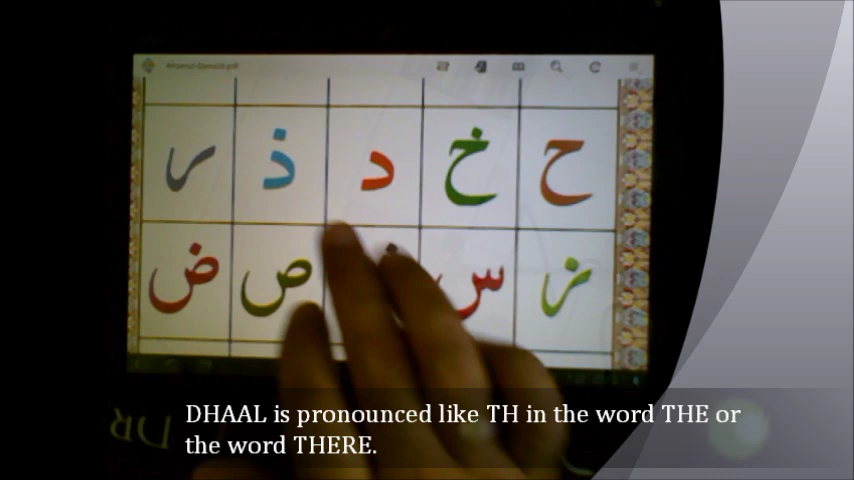 ح خ د ذ ر
ز س ص ض
DHAAL is pronounced like TH in the word THE or
the word THERE.